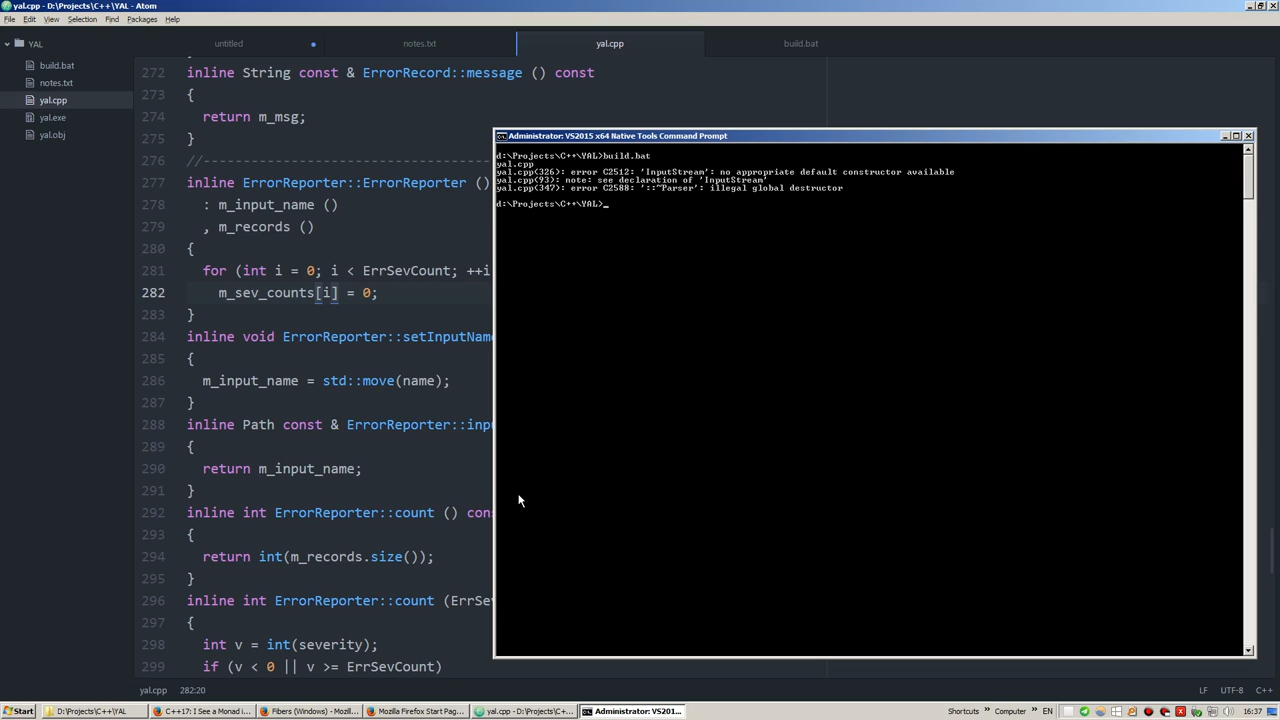 yal.cpp - D:\Projects\C++\YAL - Atom
File Edit View Selection Find Packages Help
YAL
build.bat
notes.txt
yal.cpp
yal.exe
yal.obj
untitled
notes.txt
yal.cpp
build.bat
272 inline String const & ErrorRecord::message () const
273 {
274 return m_msg;
275 }
276 //-------------------------------------
277 inline ErrorReporter::ErrorReporter ()
278 : m_input_name ()
279 , m_records ()
280 {
281 for (int i = 0; i < ErrSevCount; ++i
282 m_sev_counts[i] = 0;
283 }
284 inline void ErrorReporter::setInputName
285 {
286 m_input_name = std::move(name);
287 }
288 inline Path const & ErrorReporter::inpu
289 {
290 return m_input_name;
291 }
292 inline int ErrorReporter::count () cons
293 {
294 return int(m_records.size());
295 }
296 inline int ErrorReporter::count (ErrSev
297 {
298 int v = int(severity);
299 if (v < 0 || v >= ErrSevCount)
Administrator: VS2015 x64 Native Tools Command Prompt
d:\Projects\C++\YAL>build.bat
yal.cpp
yal.cpp(326): error C2512: 'InputStream': no appropriate default constructor available
yal.cpp(93): note: see declaration of 'InputStream'
yal.cpp(347): error C2588: '::~Parser': illegal global destructor
d:\Projects\C++\YAL>_
yal.cpp 282:20
LF UTF-8 C++
Start D:\Projects\C++\YAL C++17: I See a Monad i... Fibers (Windows) - Mozill... Mozilla Firefox Start Pag... yal.cpp - D:\Projects\C... Administrator: VS201... Shortcuts » Computer » EN 16:37